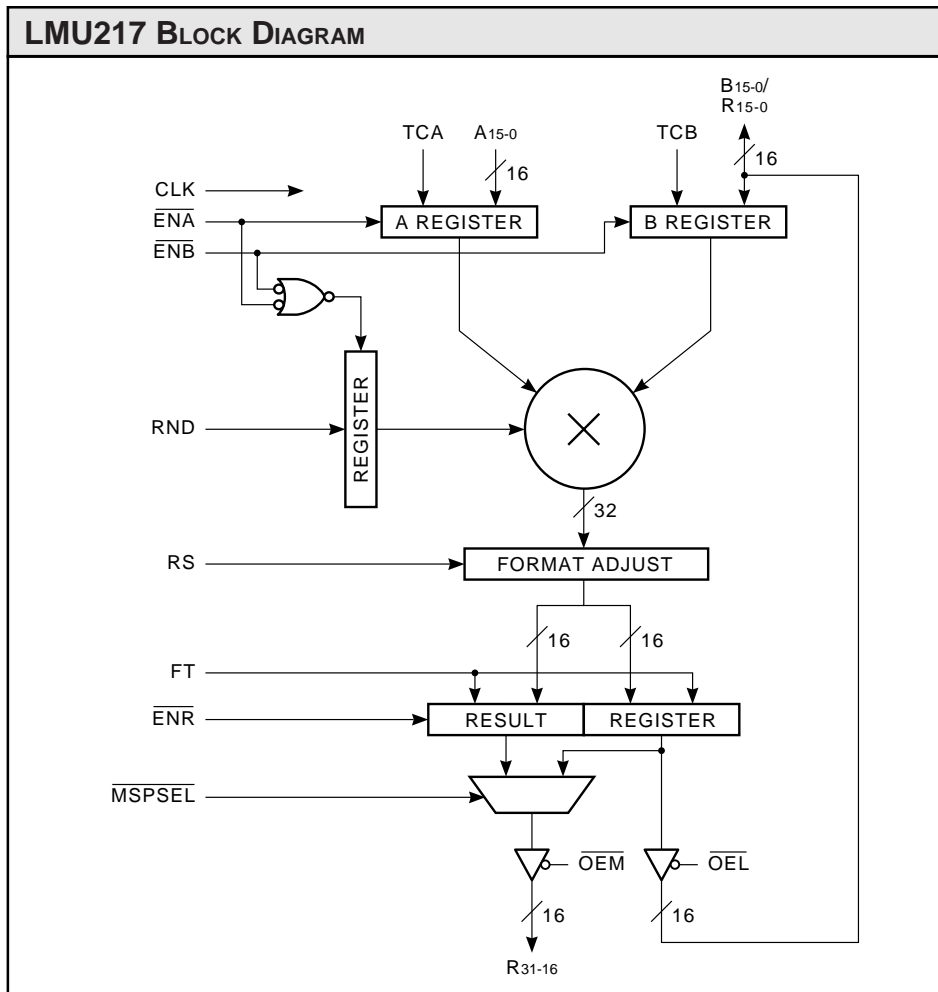 LMU217 BLOCK DIAGRAM
B15-0/
R15-0
TCA
A15-0
TCB
16
16
CLK
ENA
A REGISTER
B REGISTER
ENB
REGISTER
RND
32
RS
FORMAT ADJUST
16
16
FT
ENR
RESULT
REGISTER
MSPSEL
OEM
OEL
16
16
R31-16